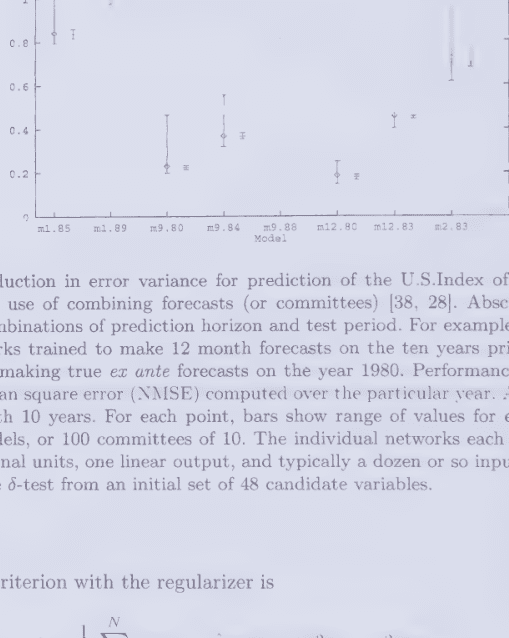 1
0.8
0.6
0.4
0.2
0
m1.85 m1.89 m9.80 m9.84 m9.88 m12.80 m12.83 m2.83
Model
duction in error variance for prediction of the U.S.Index of
use of combining forecasts (or committees) [38, 28]. Absc
nbinations of prediction horizon and test period. For example
rks trained to make 12 month forecasts on the ten years pri
making true ex ante forecasts on the year 1980. Performanc
an square error (NMSE) computed over the particular year.
th 10 years. For each point, bars show range of values for e
dels, or 100 committees of 10. The individual networks each
nal units, one linear output, and typically a dozen or so inpu
e δ-test from an initial set of 48 candidate variables.
riterion with the regularizer is
N